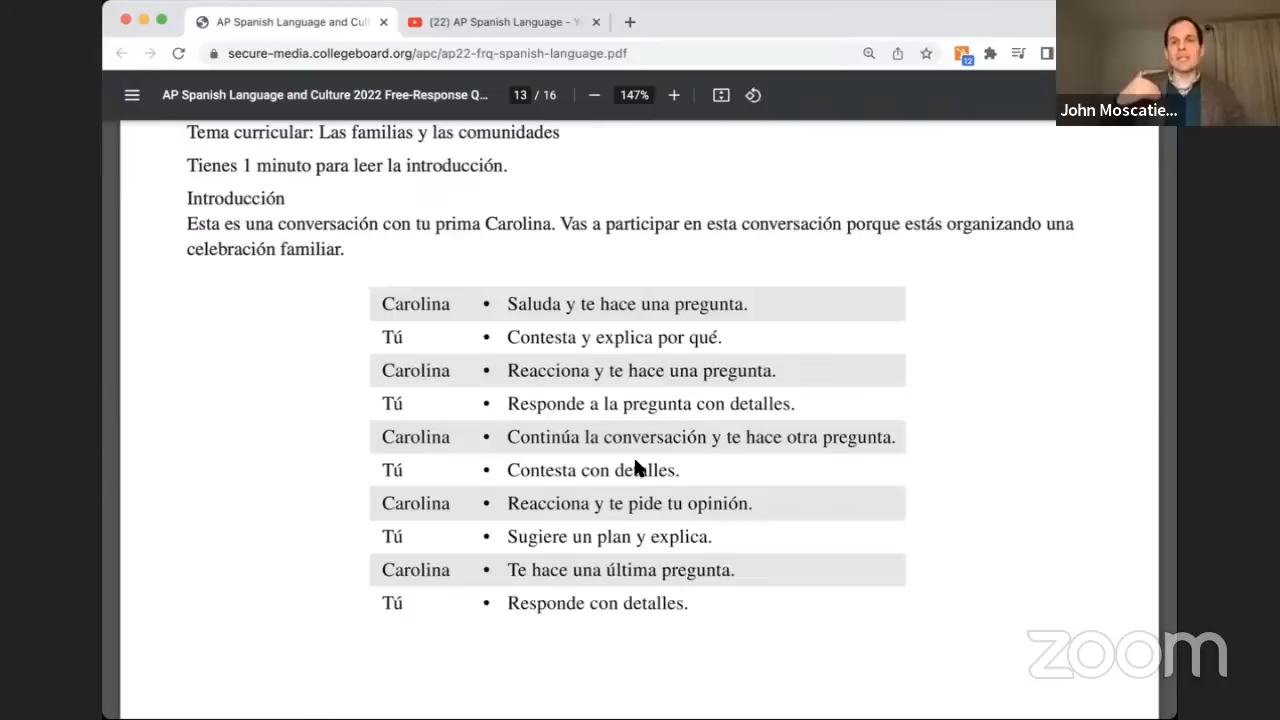 AP Spanish Language and Cul
(22) AP Spanish Language -
secure-media.collegeboard.org/apc/ap22-frq-spanish-language.pdf
12
AP Spanish Language and Culture 2022 Free-Response Q...
13 / 16
147%
John Moscatie...
Tema curricular: Las familias y las comunidades
Tienes 1 minuto para leer la introducción.
Introducción
Esta es una conversación con tu prima Carolina. Vas a participar en esta conversación porque estás organizando una
celebración familiar.
Carolina • Saluda y te hace una pregunta.
Tú • Contesta y explica por qué.
Carolina • Reacciona y te hace una pregunta.
Tú • Responde a la pregunta con detalles.
Carolina • Continúa la conversación y te hace otra pregunta.
Tú • Contesta con detalles.
Carolina • Reacciona y te pide tu opinión.
Tú • Sugiere un plan y explica.
Carolina • Te hace una última pregunta.
Tú • Responde con detalles.
zoom